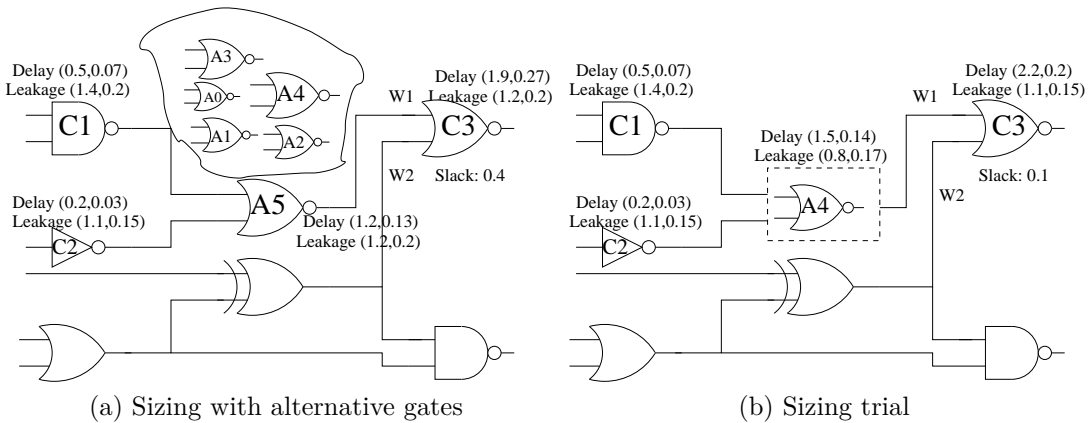 Delay (0.5,0.07)
Leakage (1.4,0.2)
C1
A3
A0
A4
A1
A2
Delay (1.9,0.27)
Leakage (1.2,0.2)
W1
C3
W2
Slack: 0.4
A5
Delay (1.2,0.13)
Leakage (1.2,0.2)
Delay (0.2,0.03)
Leakage (1.1,0.15)
C2
(a) Sizing with alternative gates
Delay (0.5,0.07)
Leakage (1.4,0.2)
C1
Delay (1.5,0.14)
Leakage (0.8,0.17)
A4
Delay (2.2,0.2)
Leakage (1.1,0.15)
W1
C3
Slack: 0.1
W2
Delay (0.2,0.03)
Leakage (1.1,0.15)
C2
(b) Sizing trial